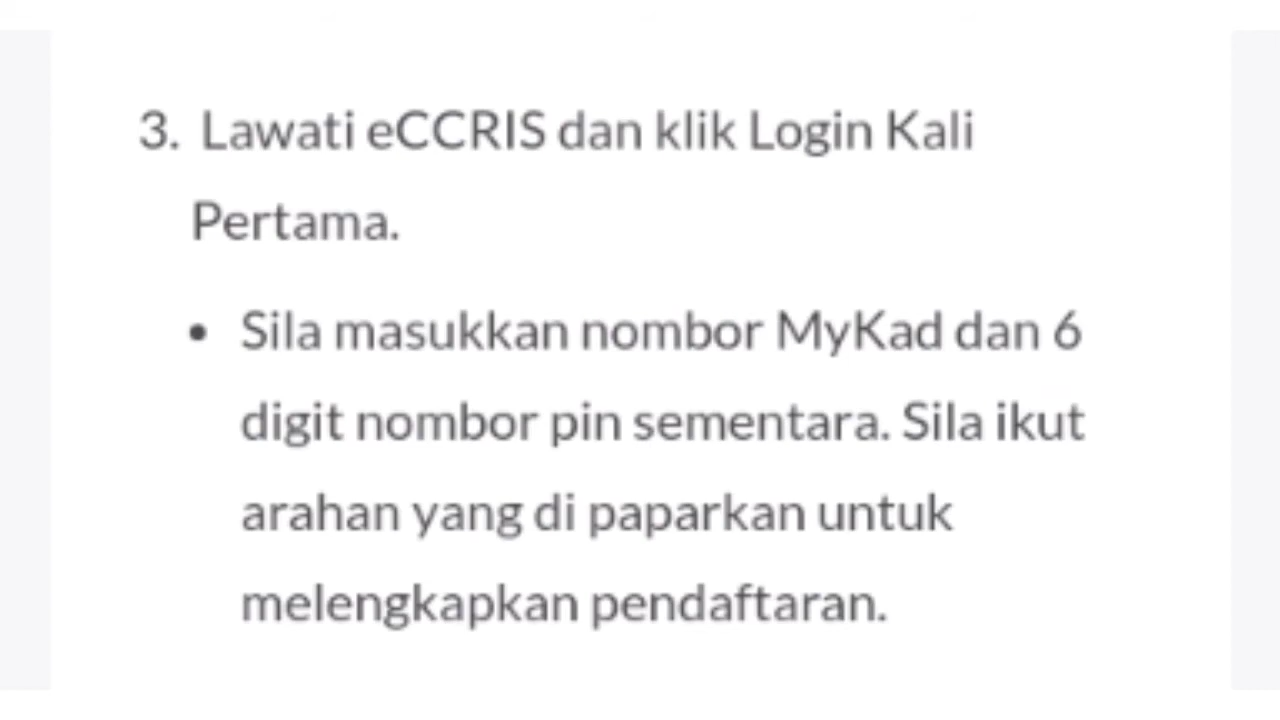 3. Lawati eCCRIS dan klik Login Kali
Pertama.
• Sila masukkan nombor MyKad dan 6
digit nombor pin sementara. Sila ikut
arahan yang di paparkan untuk
melengkapkan pendaftaran.